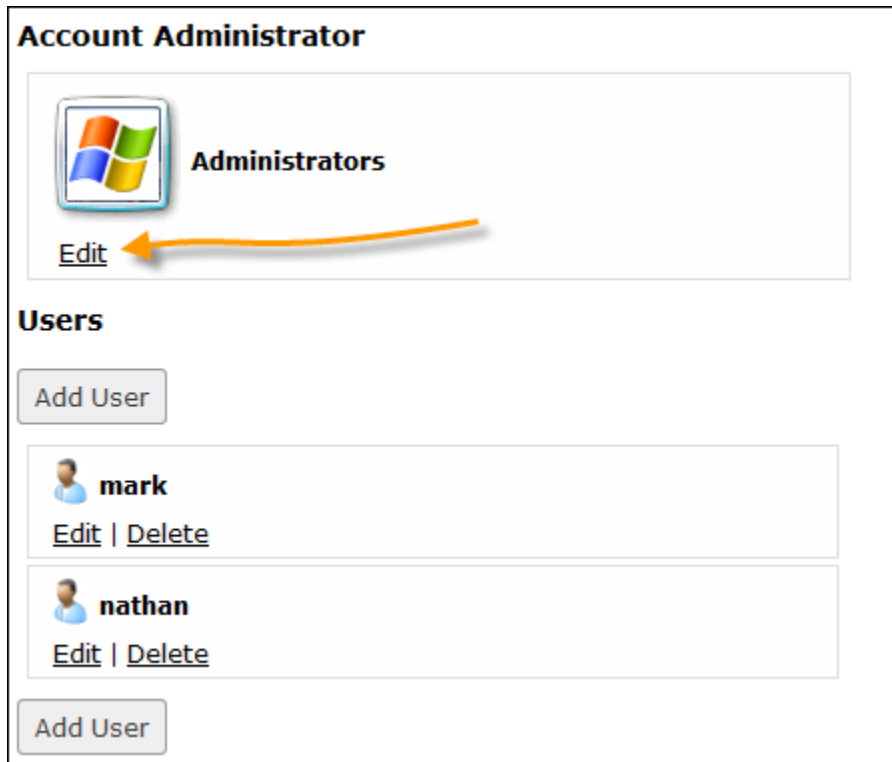 Account Administrator
Administrators
Edit
Users
Add User
mark
Edit | Delete
nathan
Edit | Delete
Add User